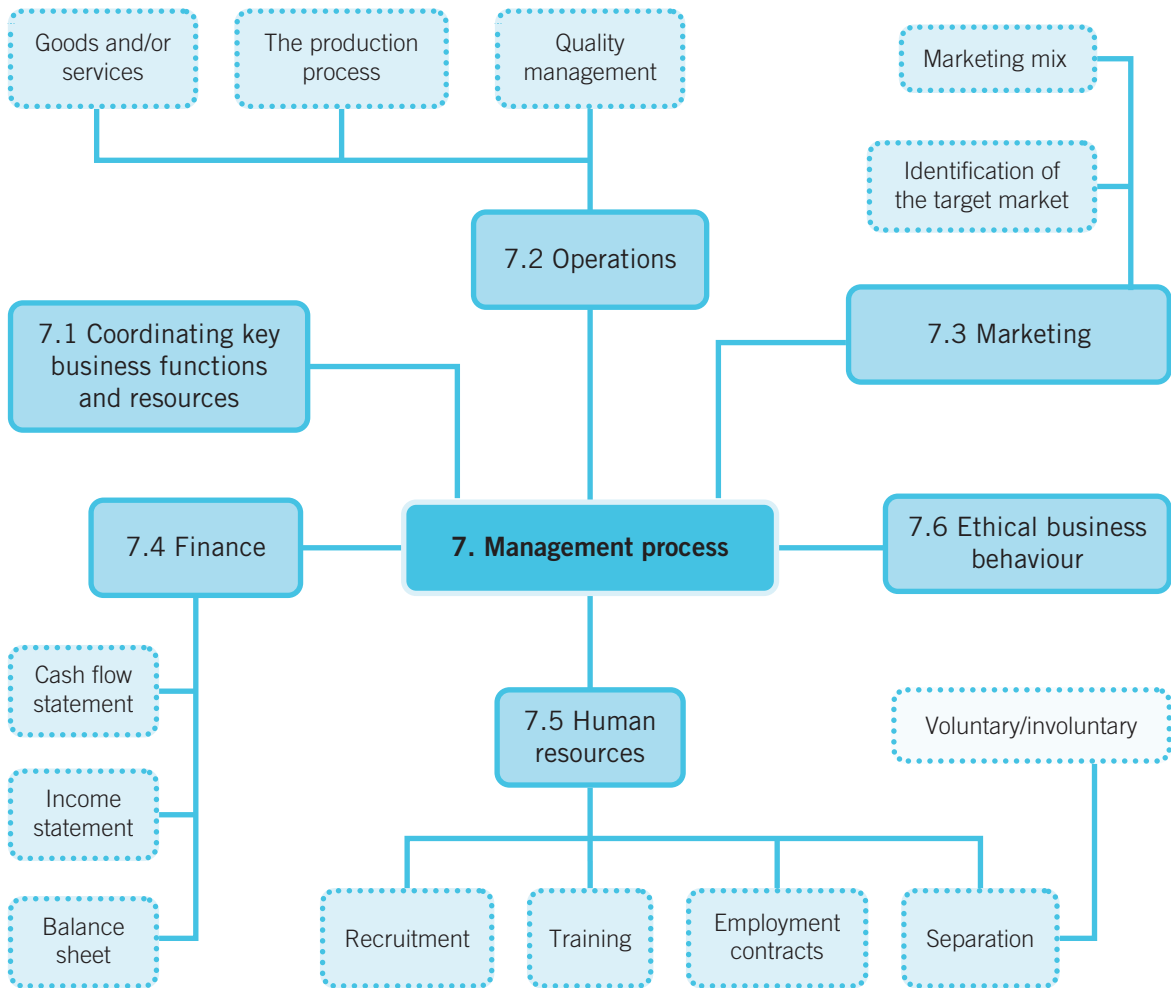 Goods and/or
services
The production
process
Quality
management
Marketing mix
Identification of
the target market
7.2 Operations
7.1 Coordinating key
business functions
and resources
7.3 Marketing
7.4 Finance
7. Management process
7.6 Ethical business
behaviour
Cash flow
statement
7.5 Human
resources
Voluntary/involuntary
Income
statement
Balance
sheet
Recruitment
Training
Employment
contracts
Separation